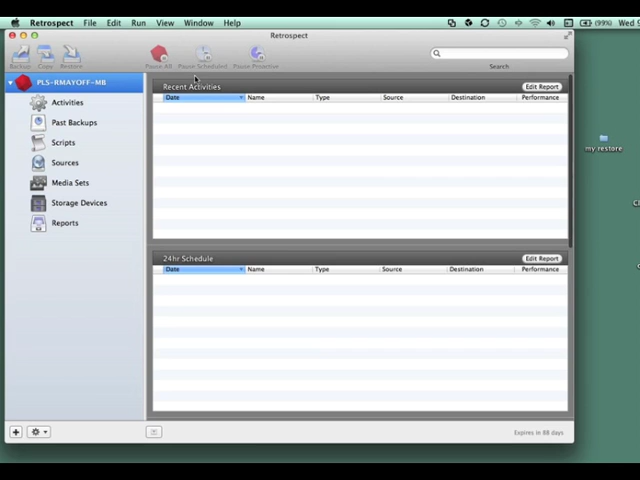 Retrospect File Edit Run View Window Help (99%) Wed 9
Retrospect
Backup Copy Restore Pause All Pause Scheduled Pause Proactive Search
PLS-RMAYOFF-MB
Activities
Past Backups
Scripts
Sources
Media Sets
Storage Devices
Reports
Recent Activities Edit Report
Date Name Type Source Destination Performance
24hr Schedule Edit Report
Date Name Type Source Destination Performance
Expires in 88 days
my restore